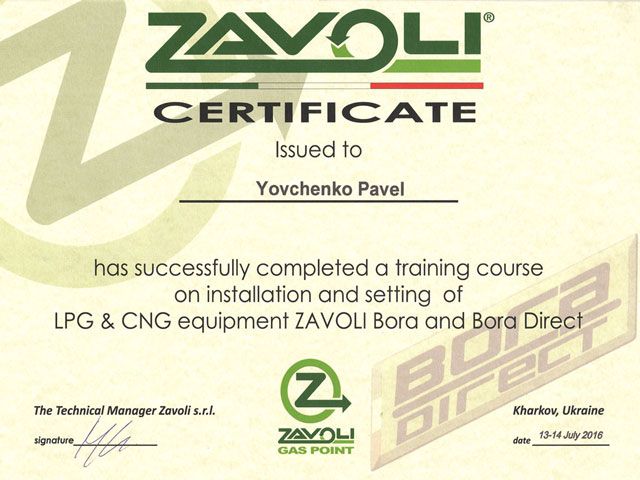 ZAVOLI®
CERTIFICATE
Issued to
Yovchenko Pavel
has successfully completed a training course
on installation and setting of
LPG & CNG equipment ZAVOLI Bora and Bora Direct
BORA
DIRECT
The Technical Manager Zavoli s.r.l.
signature
Z
ZAVOLI
GAS POINT
Kharkov, Ukraine
date 13-14 July 2016